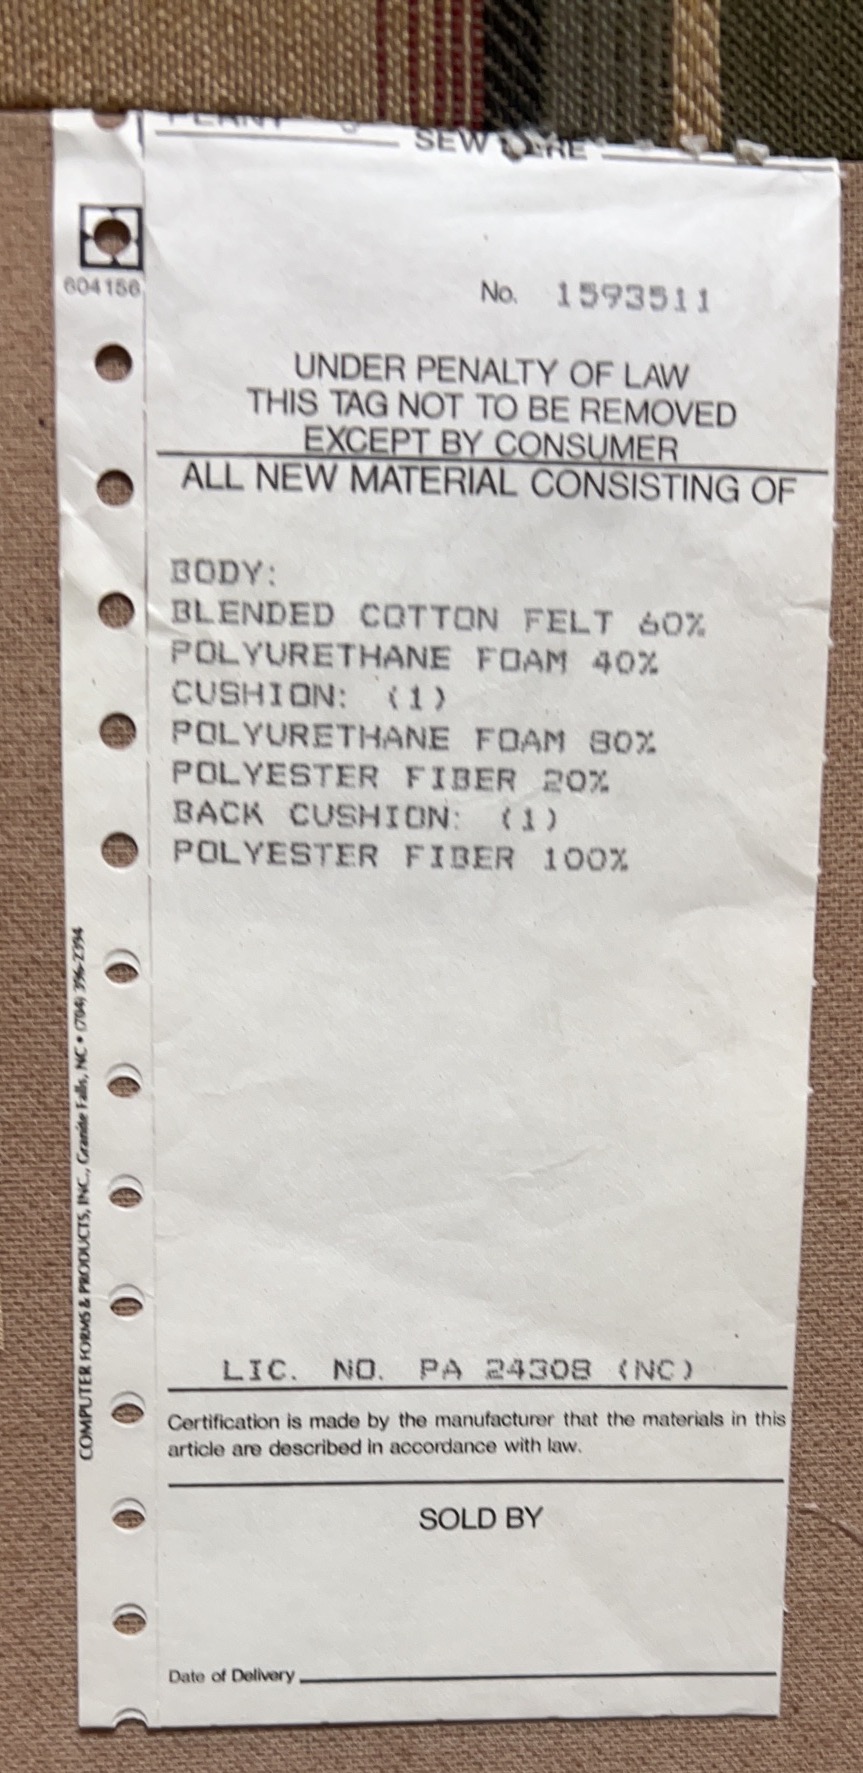 SEW
604156
No. 1593511
UNDER PENALTY OF LAW
THIS TAG NOT TO BE REMOVED
EXCEPT BY CONSUMER
ALL NEW MATERIAL CONSISTING OF
BODY:
BLENDED COTTON FELT 60%
POLYURETHANE FOAM 40%
CUSHION: (1)
POLYURETHANE FOAM 80%
POLYESTER FIBER 20%
BACK CUSHION: (1)
POLYESTER FIBER 100%
COMPUTER FORMS & PRODUCTS, INC., Granite Falls, NC • (704) 396-2394
LIC. NO. PA 24308 (NC)
Certification is made by the manufacturer that the materials in this
article are described in accordance with law.
SOLD BY
Date of Delivery